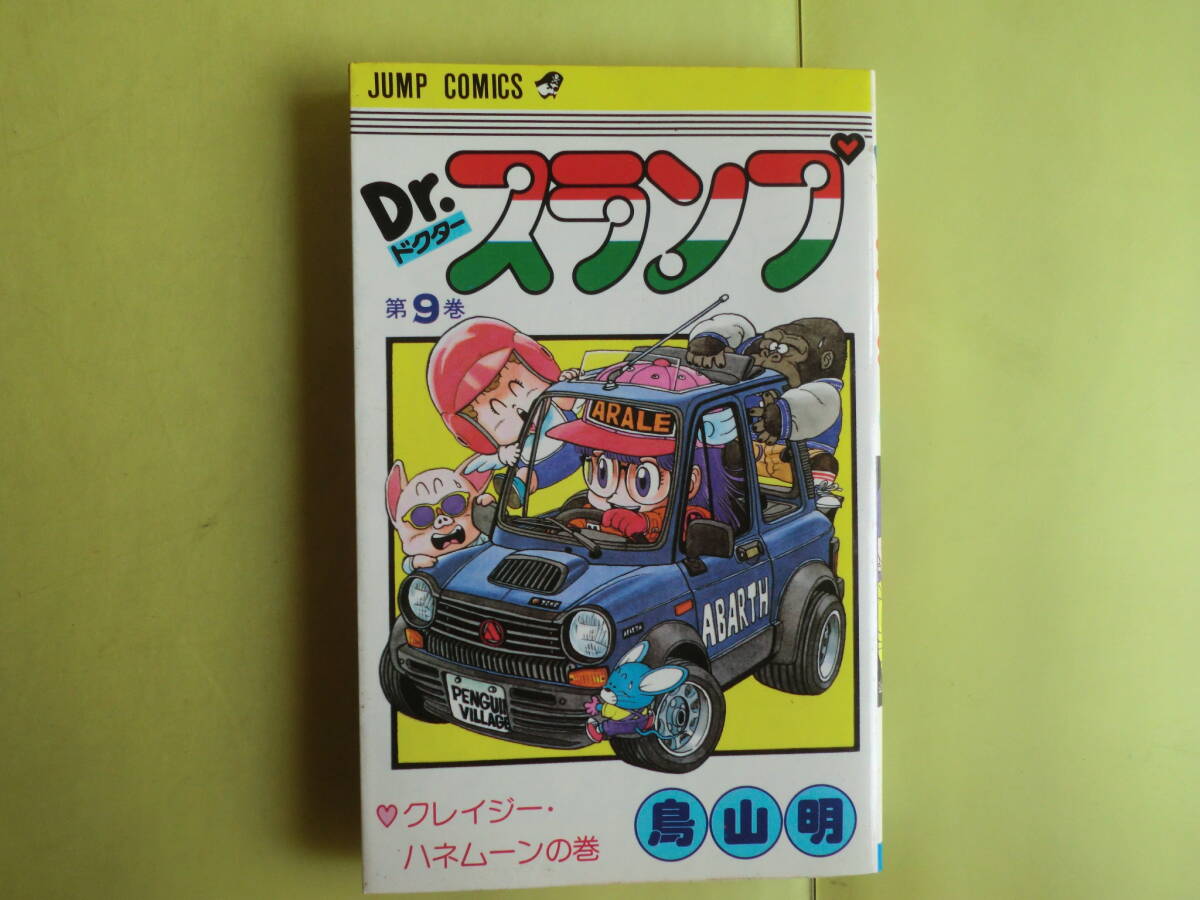 JUMP COMICS
Dr.スランプ
ドクター
第9巻
ARALE
ABARTH
ABARTH
PENGUIN
VILLAGE
♥クレイジー・
ハネムーンの巻
鳥山明